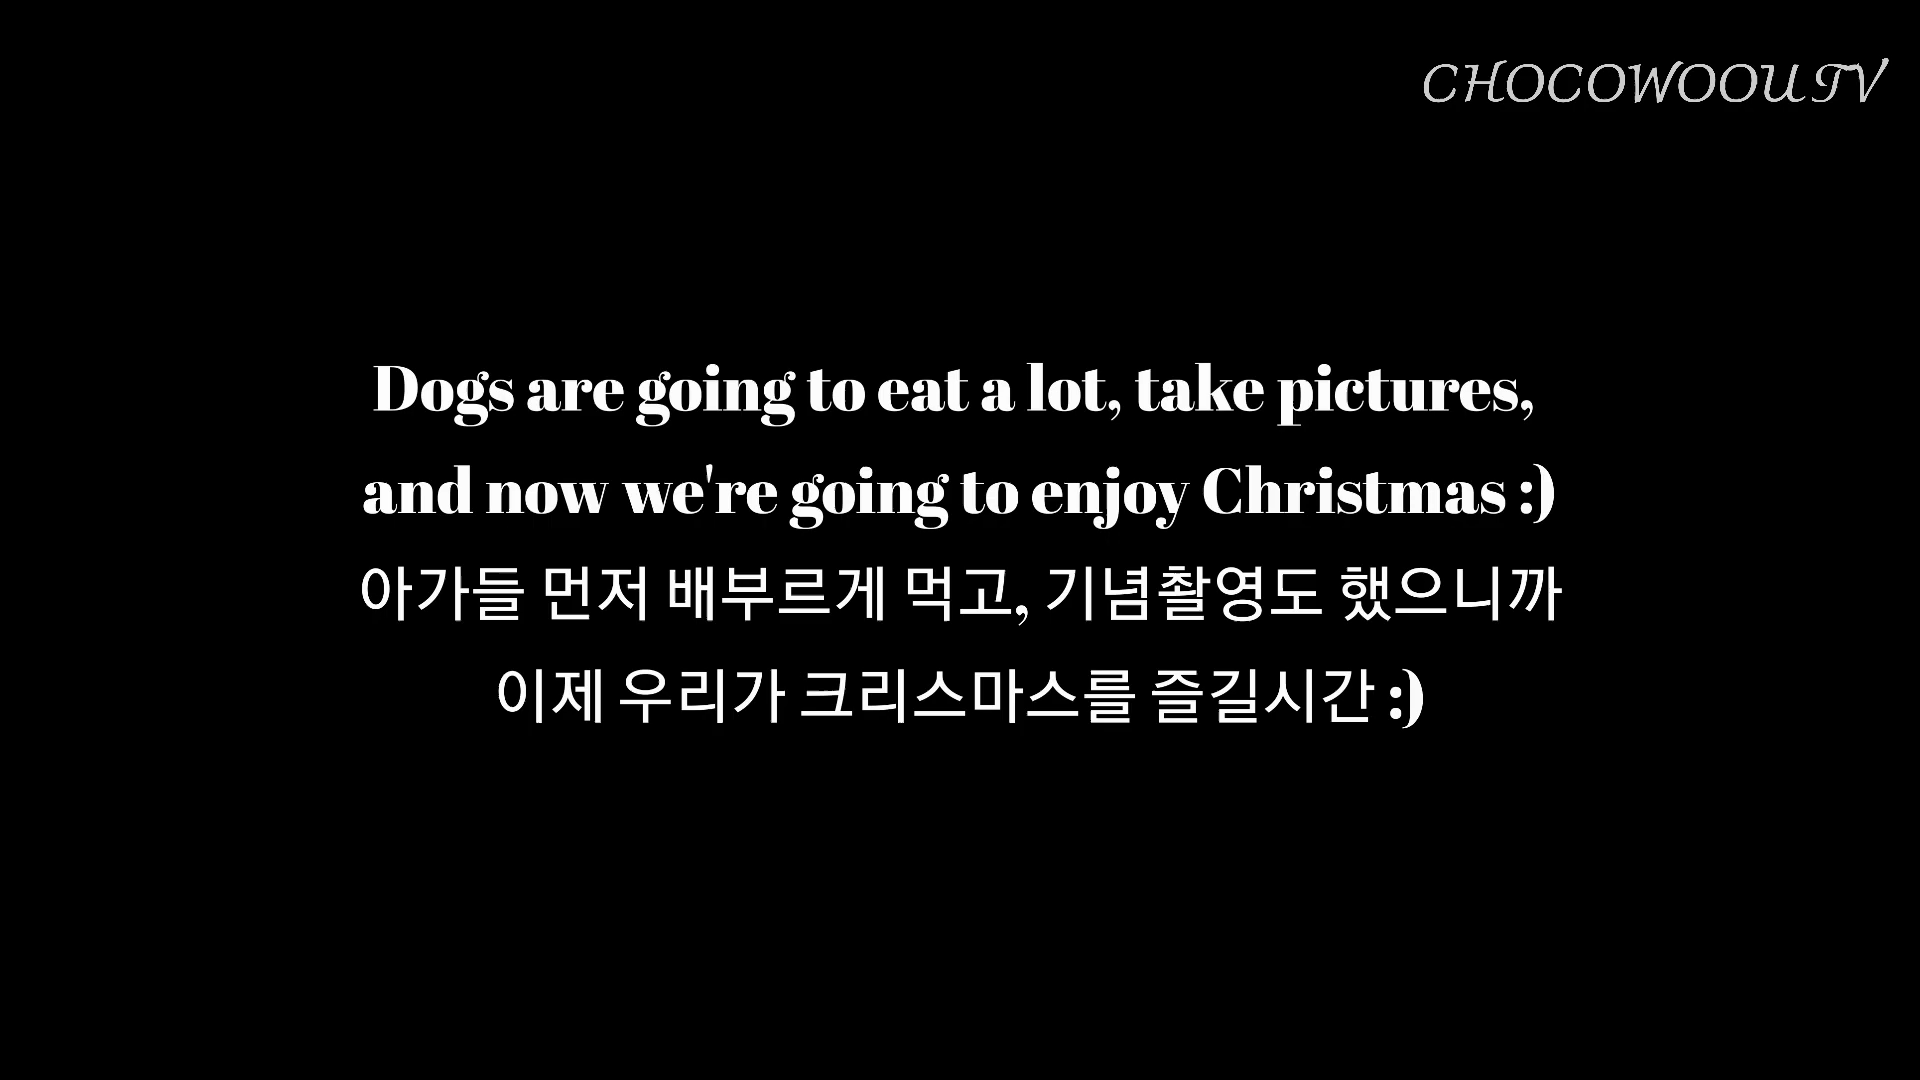 CHOCOWOOU TV
Dogs are going to eat a lot, take pictures,
and now we're going to enjoy Christmas :)
아가들 먼저 배부르게 먹고, 기념촬영도 했으니까
이제 우리가 크리스마스를 즐길시간 :)